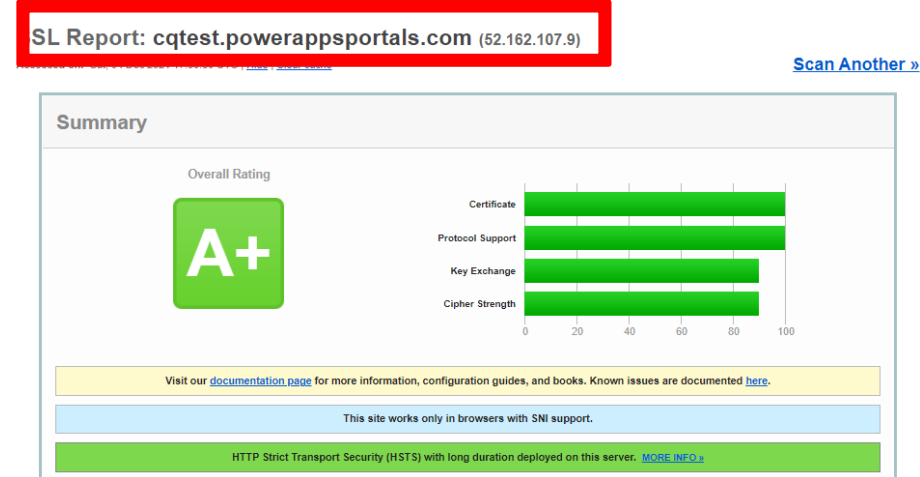 SL Report: cqtest.powerappsportals.com (52.162.107.9)
Scan Another »
Summary
Overall Rating
A+
Certificate
Protocol Support
Key Exchange
Cipher Strength
0 20 40 60 80 100
Visit our documentation page for more information, configuration guides, and books. Known issues are documented here.
This site works only in browsers with SNI support.
HTTP Strict Transport Security (HSTS) with long duration deployed on this server. MORE INFO »